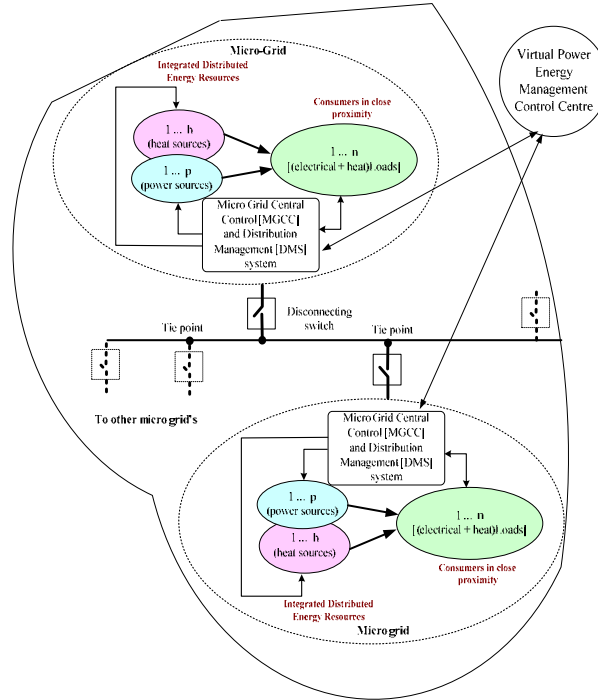 Micro-Grid
Integrated Distributed
Energy Resources
Virtual Power
Energy
Management
Control Centre
Consumers in close
proximity
1 ... h
(heat sources)
1 ... n
[(electrical + heat)Loads]
1 ... p
(power sources)
Micro Grid Central
Control [MGCC]
and Distribution
Management [DMS]
system
Disconnecting
switch
Tie point
Tie point
To other micro grid's
Micro Grid Central
Control [MGCC]
and Distribution
Management [DMS]
system
1 ... p
(power sources)
1 ... n
[(electrical + heat)Loads]
1 ... h
(heat sources)
Consumers in close
proximity
Integrated Distributed
Energy Resources
Microgrid